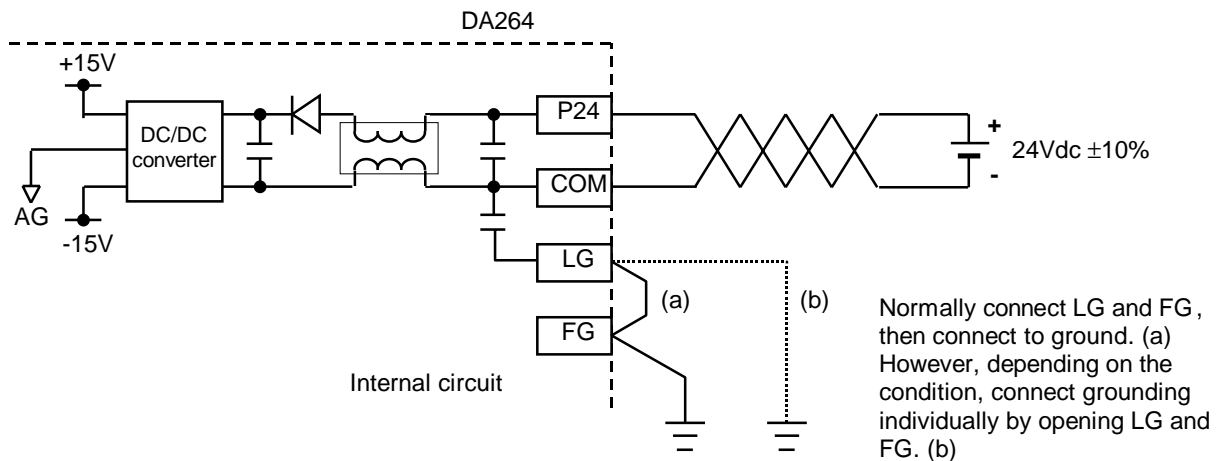 DA264
+15V
DC/DC
converter
AG
-15V
P24
COM
LG
FG
+
-
24Vdc ±10%
(a)
(b)
Internal circuit
Normally connect LG and FG,
then connect to ground. (a)
However, depending on the
condition, connect grounding
individually by opening LG and
FG. (b)